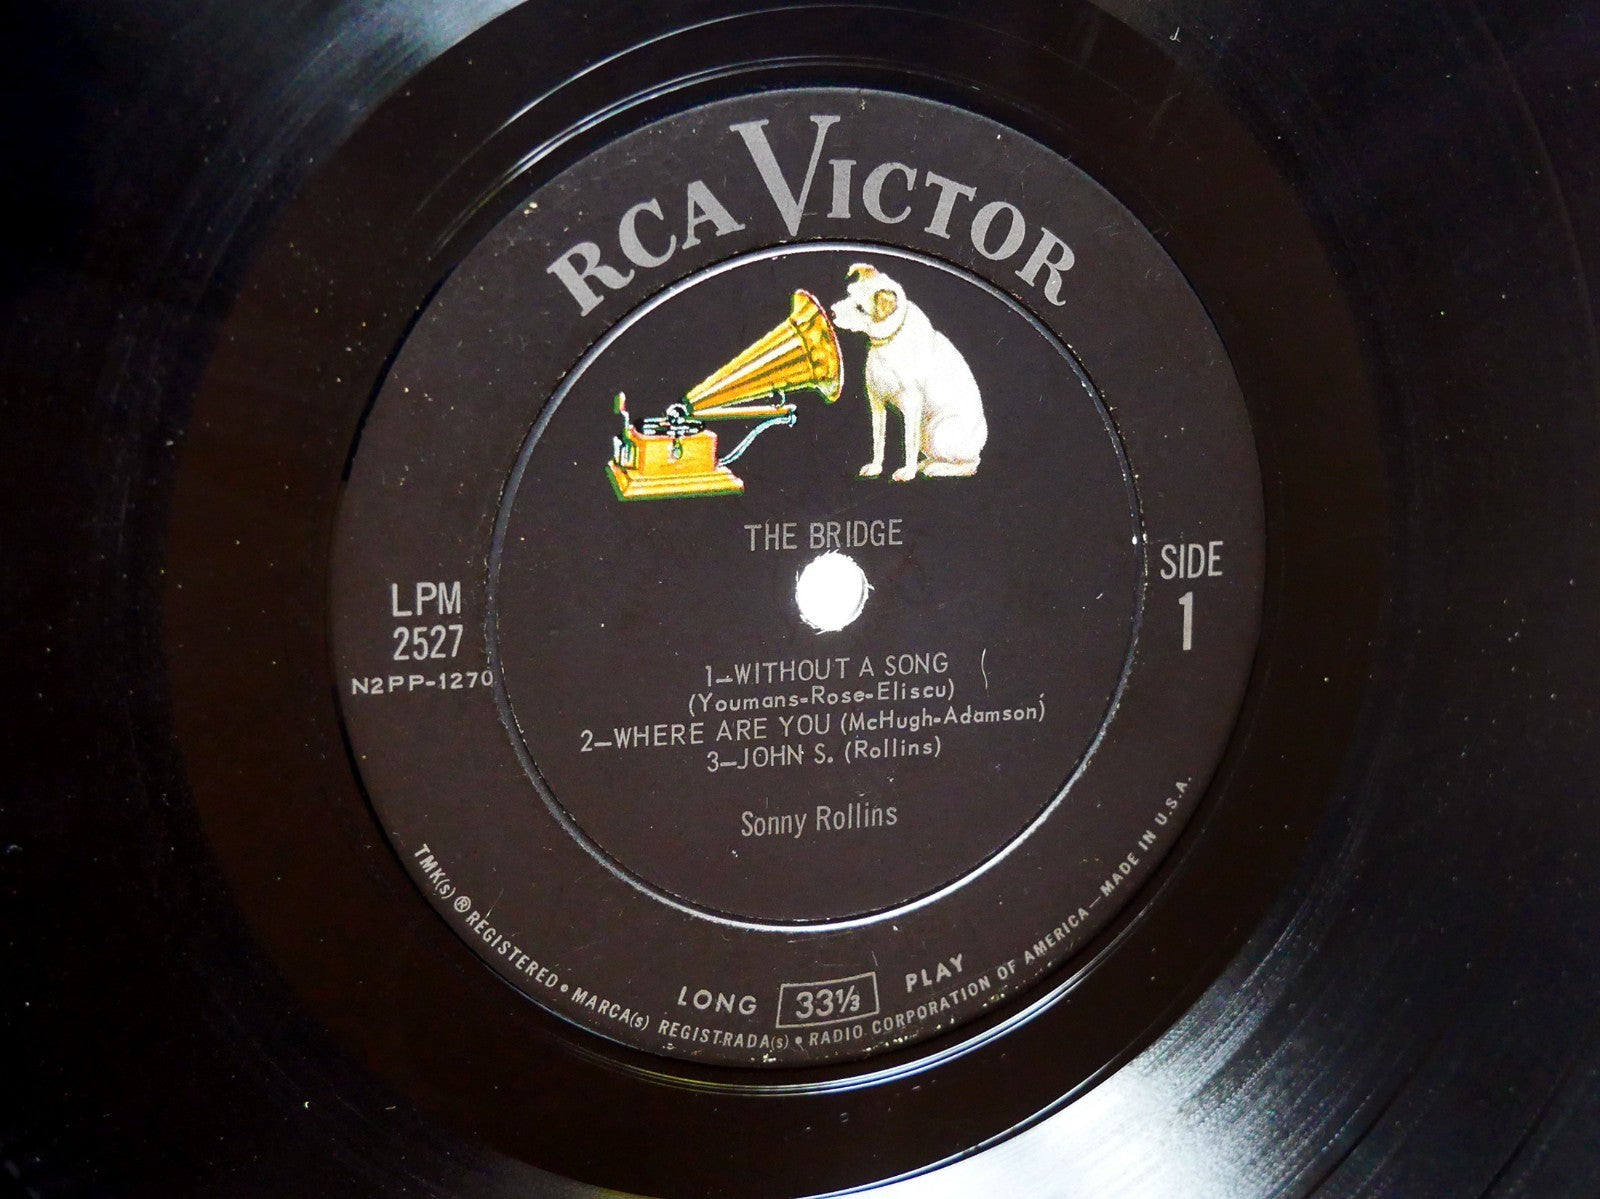 RCA VICTOR
THE BRIDGE
LPM
2527
N2PP-1270
SIDE
1
1—WITHOUT A SONG
(Youmans-Rose-Eliscu)
2—WHERE ARE YOU (McHugh-Adamson)
3—JOHN S. (Rollins)
Sonny Rollins
LONG 33⅓ PLAY
TMK(s) ® REGISTERED • MARCA(s) REGISTRADA(s) • RADIO CORPORATION OF AMERICA—MADE IN U.S.A.